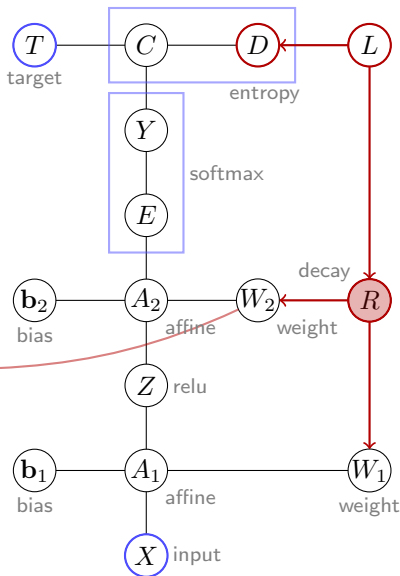 T C D L
target
entropy
Y
softmax
E
decay
b₂ A₂ W₂ R
bias affine weight
Z relu
b₁ A₁ W₁
bias affine weight
X input